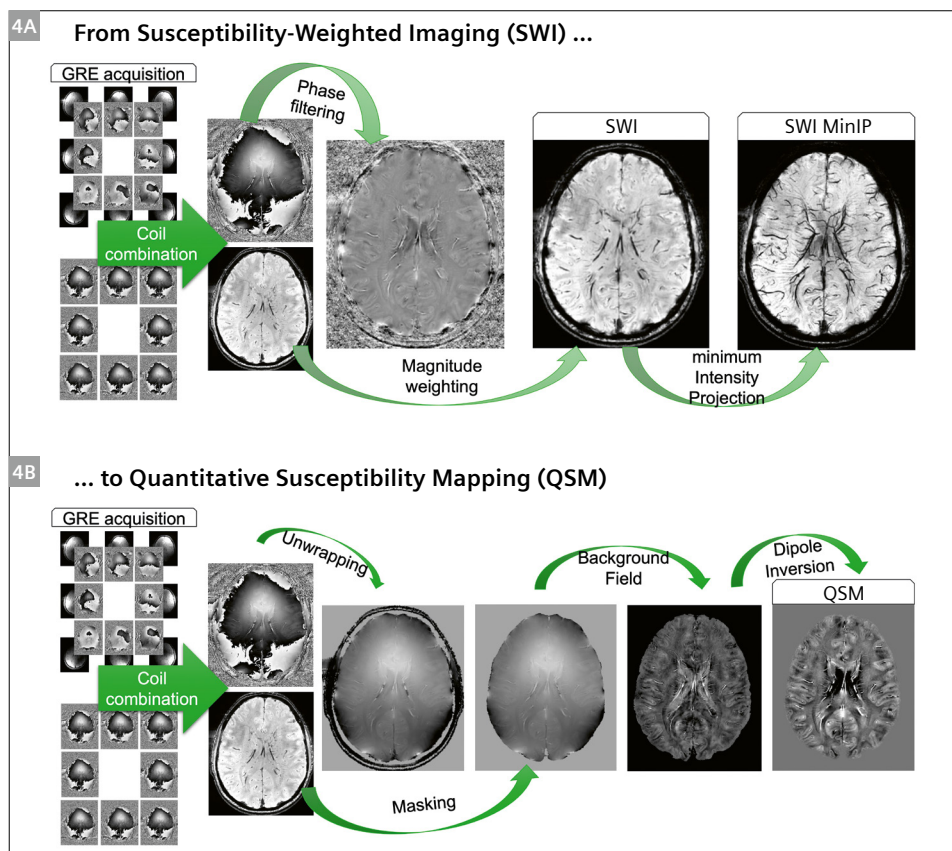 4A
From Susceptibility-Weighted Imaging (SWI) ...
GRE acquisition
Coil
combination
Phase
filtering
Magnitude
weighting
SWI
minimum
Intensity
Projection
SWI MinIP
4B
... to Quantitative Susceptibility Mapping (QSM)
GRE acquisition
Coil
combination
Unwrapping
Masking
Background
Field
Dipole
Inversion
QSM